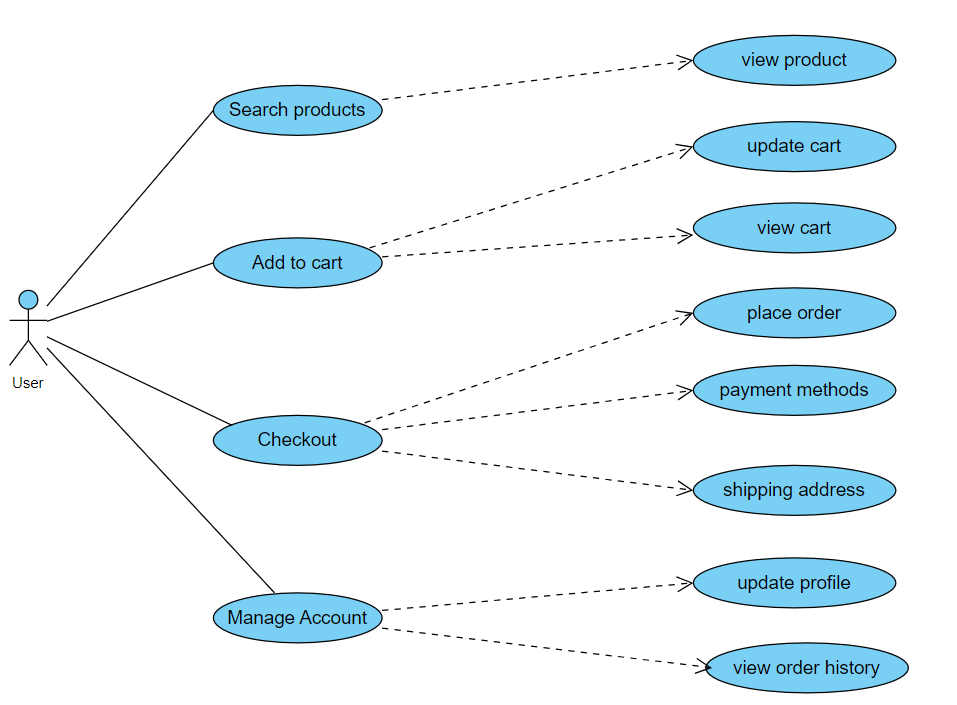 view product
Search products
update cart
view cart
Add to cart
place order
User
payment methods
Checkout
shipping address
update profile
Manage Account
view order history